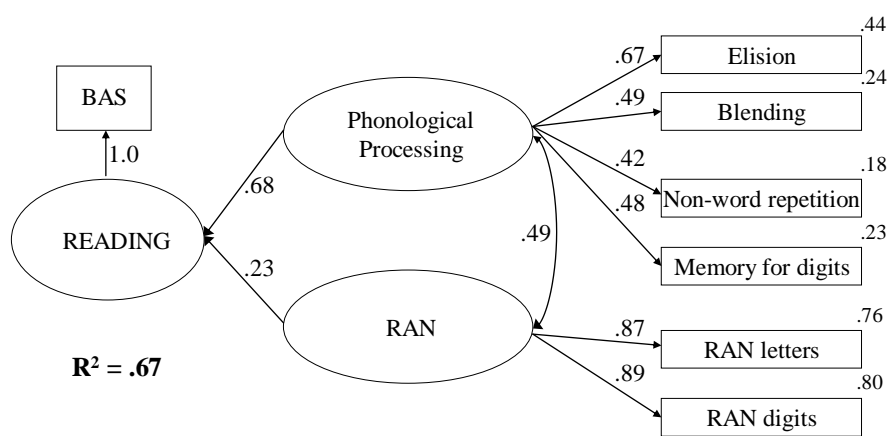 BAS
1.0
READING
R² = .67
.68
.23
Phonological
Processing
RAN
.49
.67
.49
.42
.48
.87
.89
.44
Elision
.24
Blending
.18
Non-word repetition
.23
Memory for digits
.76
RAN letters
.80
RAN digits